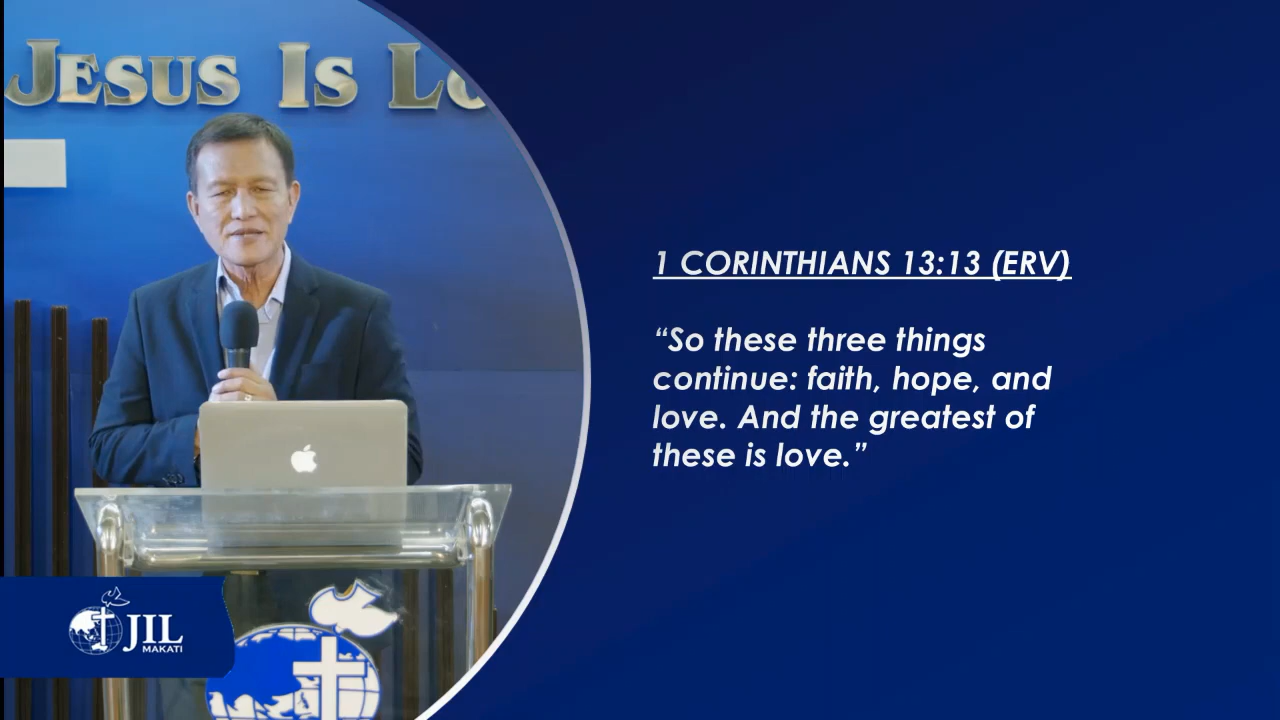 JESUS IS LO
1 CORINTHIANS 13:13 (ERV)
“So these three things
continue: faith, hope, and
love. And the greatest of
these is love.”
JIL
MAKATI